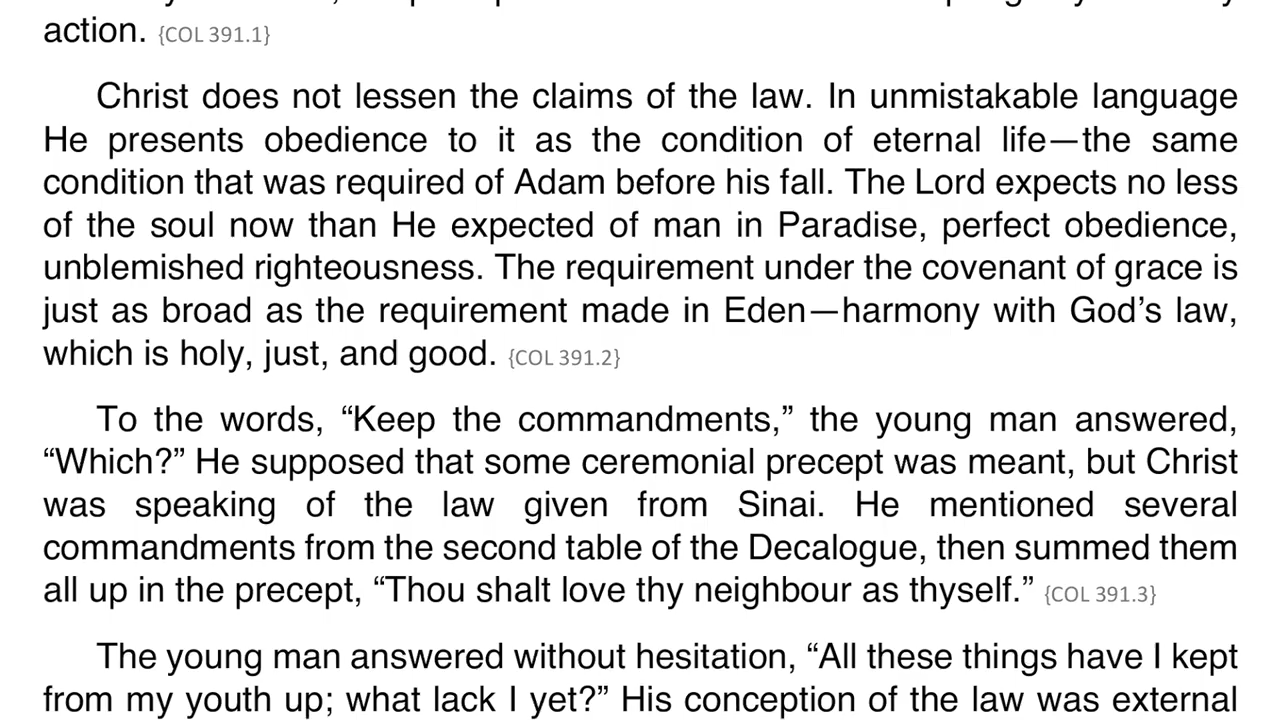 action. {COL 391.1}
Christ does not lessen the claims of the law. In unmistakable language
He presents obedience to it as the condition of eternal life—the same
condition that was required of Adam before his fall. The Lord expects no less
of the soul now than He expected of man in Paradise, perfect obedience,
unblemished righteousness. The requirement under the covenant of grace is
just as broad as the requirement made in Eden—harmony with God’s law,
which is holy, just, and good. {COL 391.2}
To the words, “Keep the commandments,” the young man answered,
“Which?” He supposed that some ceremonial precept was meant, but Christ
was speaking of the law given from Sinai. He mentioned several
commandments from the second table of the Decalogue, then summed them
all up in the precept, “Thou shalt love thy neighbour as thyself.” {COL 391.3}
The young man answered without hesitation, “All these things have I kept
from my youth up; what lack I yet?” His conception of the law was external